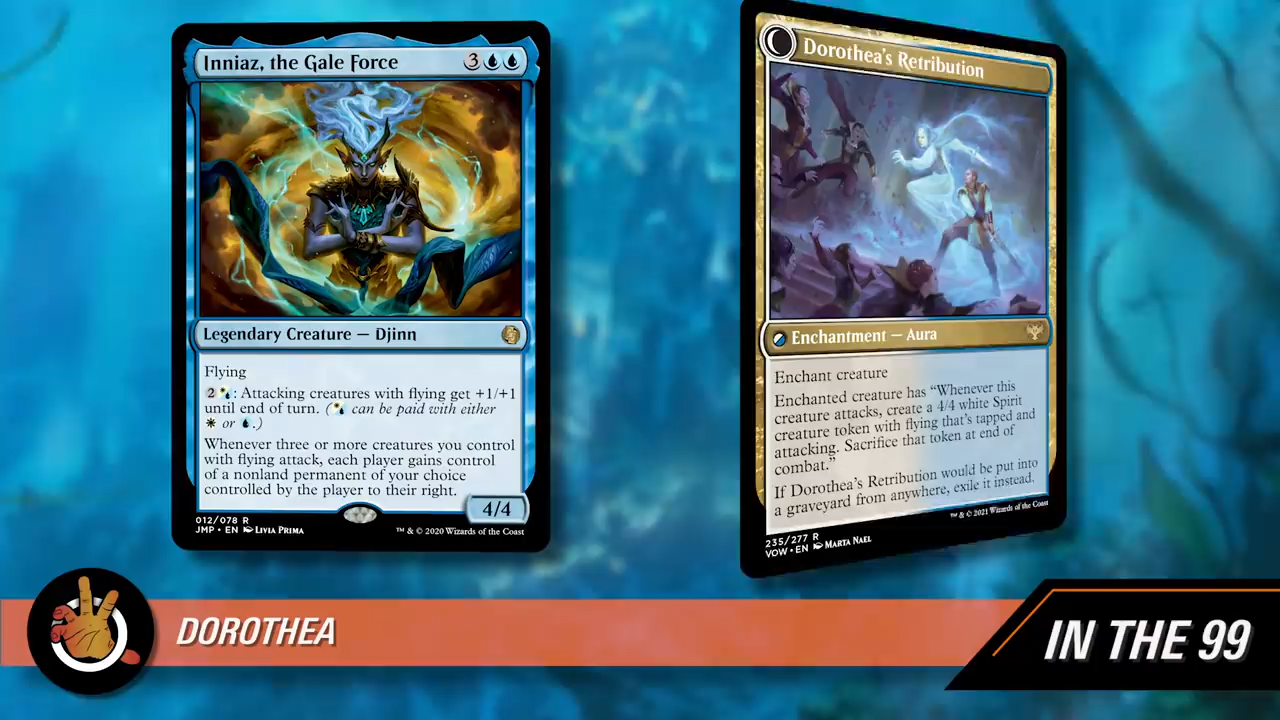 Inniaz, the Gale Force 3
Legendary Creature — Djinn
Flying
2 : Attacking creatures with flying get +1/+1
until end of turn. ( can be paid with either
or .)
Whenever three or more creatures you control
with flying attack, each player gains control
of a nonland permanent of your choice
controlled by the player to their right.
4/4
012/078 R
JMP • EN LIVIA PRIMA
™ & © 2020 Wizards of the Coast
Dorothea's Retribution
Enchantment — Aura
Enchant creature
Enchanted creature has “Whenever this
creature attacks, create a 4/4 white Spirit
creature token with flying that's tapped and
attacking. Sacrifice that token at end of
combat.”
If Dorothea's Retribution would be put into
a graveyard from anywhere, exile it instead.
235/277 R
VOW • EN MARTA NAEL
™ & © 2021 Wizards of the Coast
DOROTHEA
IN THE 99